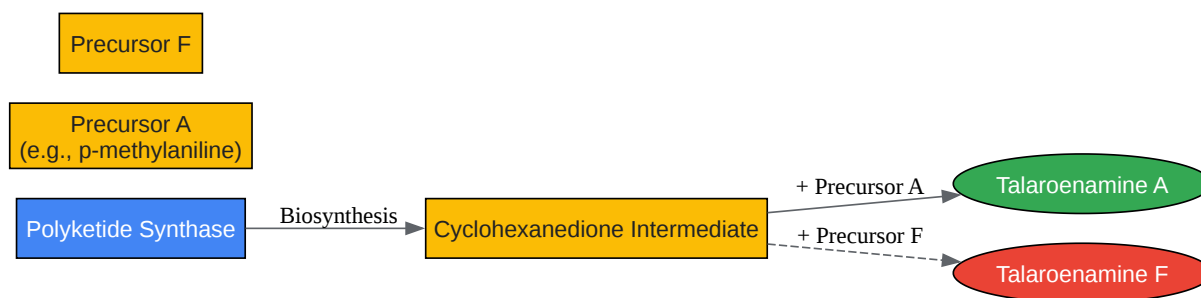 Precursor F
Precursor A
(e.g., p-methylaniline)
Polyketide Synthase
Biosynthesis
Cyclohexanedione Intermediate
+ Precursor A
+ Precursor F
Talaroenamine A
Talaroenamine F